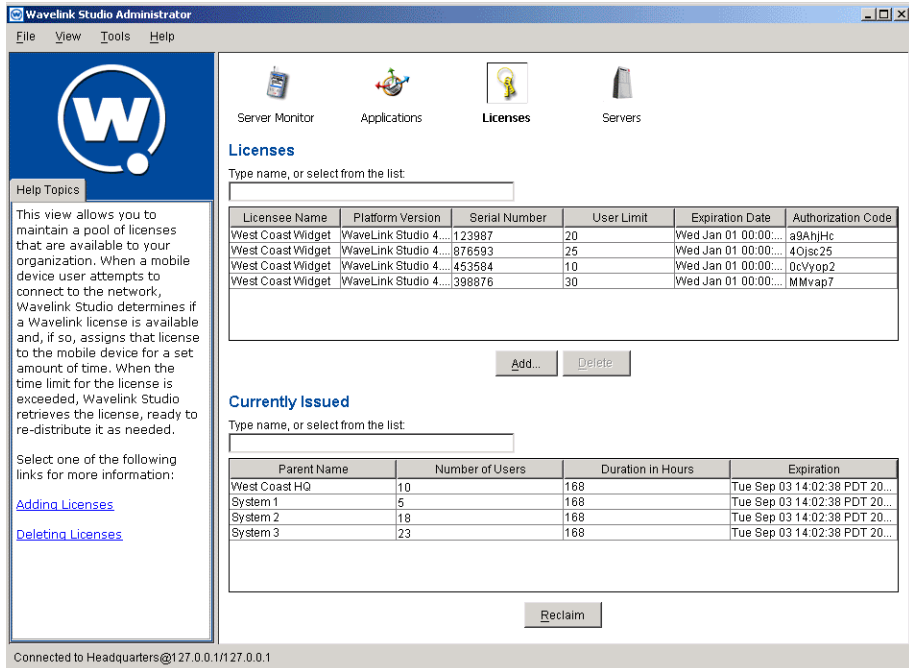 Wavelink Studio Administrator
File View Tools Help
W
Server Monitor Applications Licenses Servers
Help Topics
This view allows you to
maintain a pool of licenses
that are available to your
organization. When a mobile
device user attempts to
connect to the network,
Wavelink Studio determines if
a Wavelink license is available
and, if so, assigns that license
to the mobile device for a set
amount of time. When the
time limit for the license is
exceeded, Wavelink Studio
retrieves the license, ready to
re-distribute it as needed.
Select one of the following
links for more information:
Adding Licenses
Deleting Licenses
Licenses
Type name, or select from the list:
Licensee Name Platform Version Serial Number User Limit Expiration Date Authorization Code
West Coast Widget WaveLink Studio 4.... 123987 20 Wed Jan 01 00:00:... a9AhjHc
West Coast Widget WaveLink Studio 4.... 876593 25 Wed Jan 01 00:00:... 4Ojsc25
West Coast Widget WaveLink Studio 4.... 453584 10 Wed Jan 01 00:00:... 0cVyop2
West Coast Widget WaveLink Studio 4.... 398876 30 Wed Jan 01 00:00:... MMvap7
Add... Delete
Currently Issued
Type name, or select from the list:
Parent Name Number of Users Duration in Hours Expiration
West Coast HQ 10 168 Tue Sep 03 14:02:38 PDT 20...
System 1 5 168 Tue Sep 03 14:02:38 PDT 20...
System 2 18 168 Tue Sep 03 14:02:38 PDT 20...
System 3 23 168 Tue Sep 03 14:02:38 PDT 20...
Reclaim
Connected to Headquarters@127.0.0.1/127.0.0.1